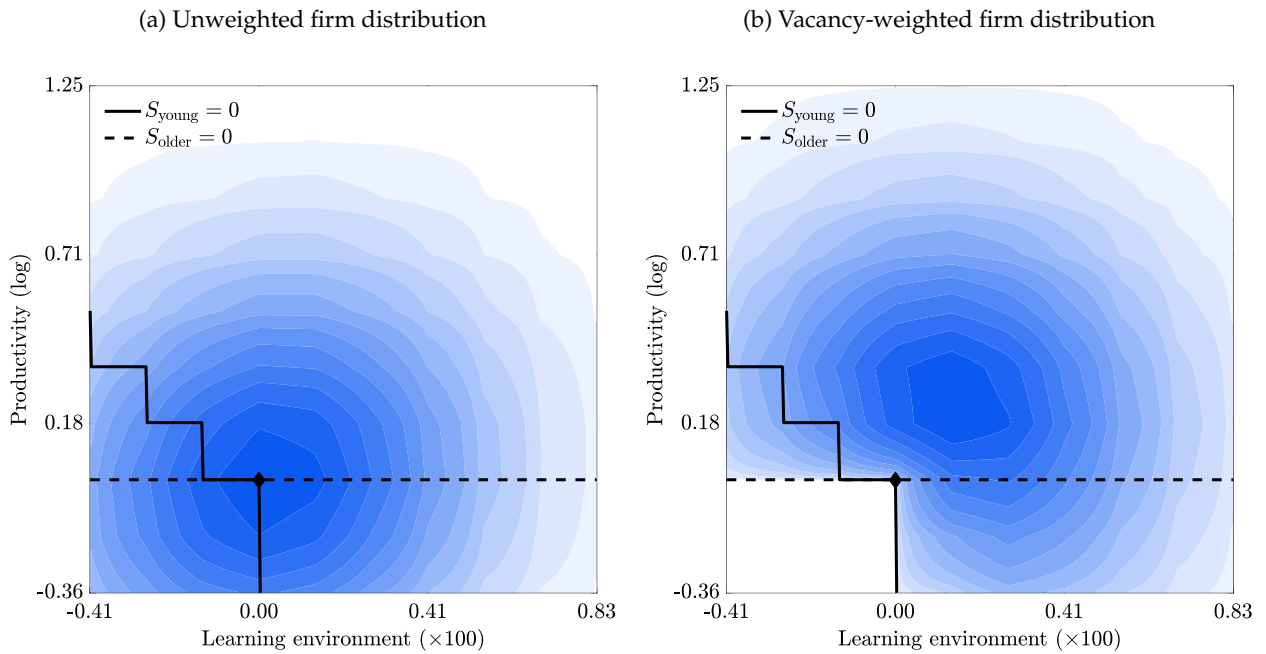 (a) Unweighted firm distribution
1.25
S_young = 0
S_older = 0
0.71
Productivity (log)
0.18
-0.36
-0.41
0.00
0.41
0.83
Learning environment (×100)
(b) Vacancy-weighted firm distribution
1.25
S_young = 0
S_older = 0
0.71
Productivity (log)
0.18
-0.36
-0.41
0.00
0.41
0.83
Learning environment (×100)